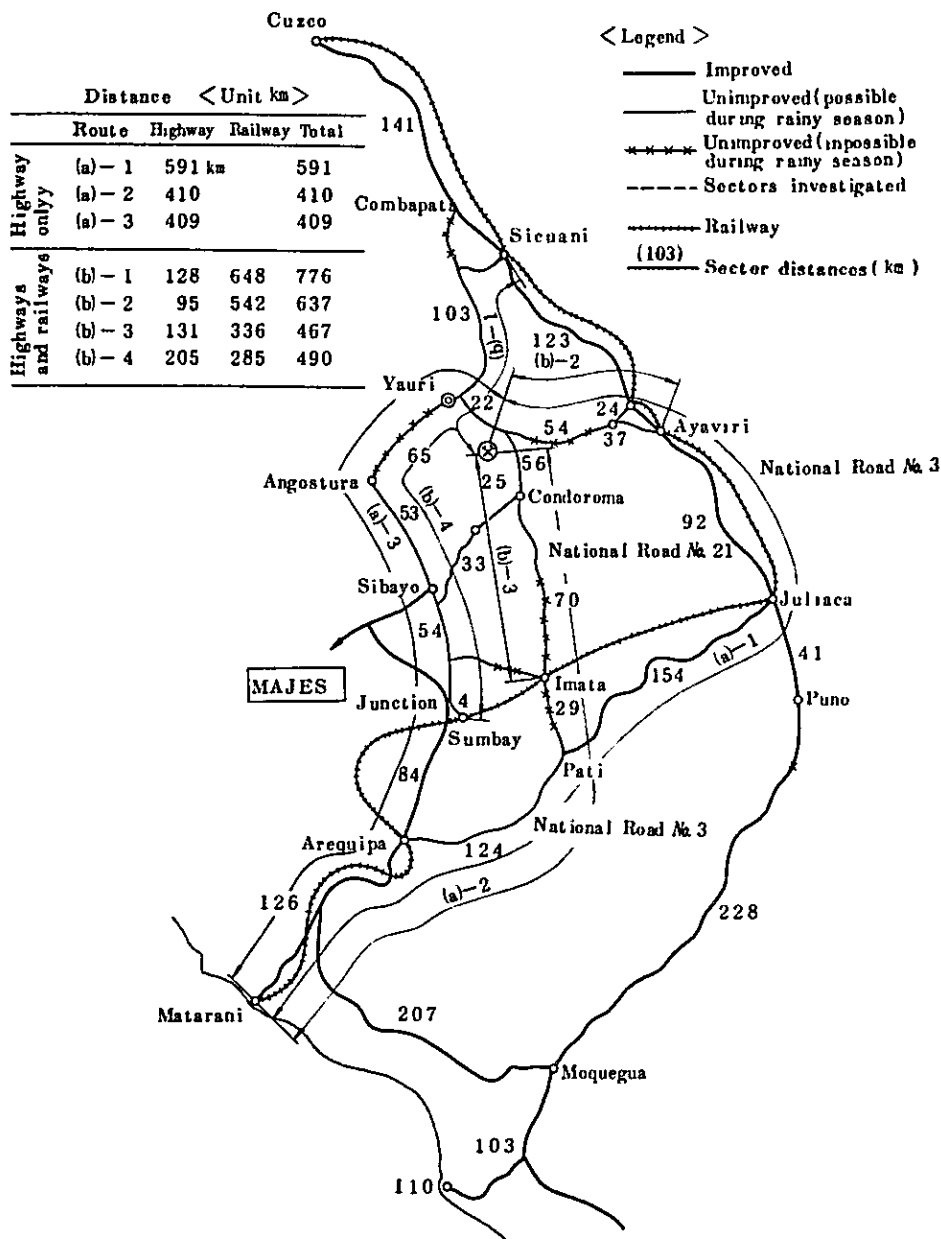 Cuzco
< Legend >
Improved
Unimproved(possible
during rainy season)
Unimproved(inpossible
during rainy season)
Sectors investigated
Railway
(103)
Sector distances(km)
Distance <Unit km>
Route Highway Railway Total
Highway
onlyy
(a)-1 591 km 591
(a)-2 410 410
(a)-3 409 409
Highways
and railways
(b)-1 128 648 776
(b)-2 95 542 637
(b)-3 131 336 467
(b)-4 205 285 490
141
Combapati
Sicuani
103
(b)-1
123
(b)-2
Yauri
22
24
54
37
Ayaviri
65
56
25
National Road № 3
Angostura
(b)-4
Condoroma
53
(a)-3
92
33
National Road № 21
(b)-3
Sibayo
70
Juliaca
54
41
(a)-1
154
MAJES
Imata
Junction
4
29
Puno
Sumbay
Pati
84
National Road № 3
Arequipa
124
(a)-2
126
228
Matarani
207
Moquegua
103
I10